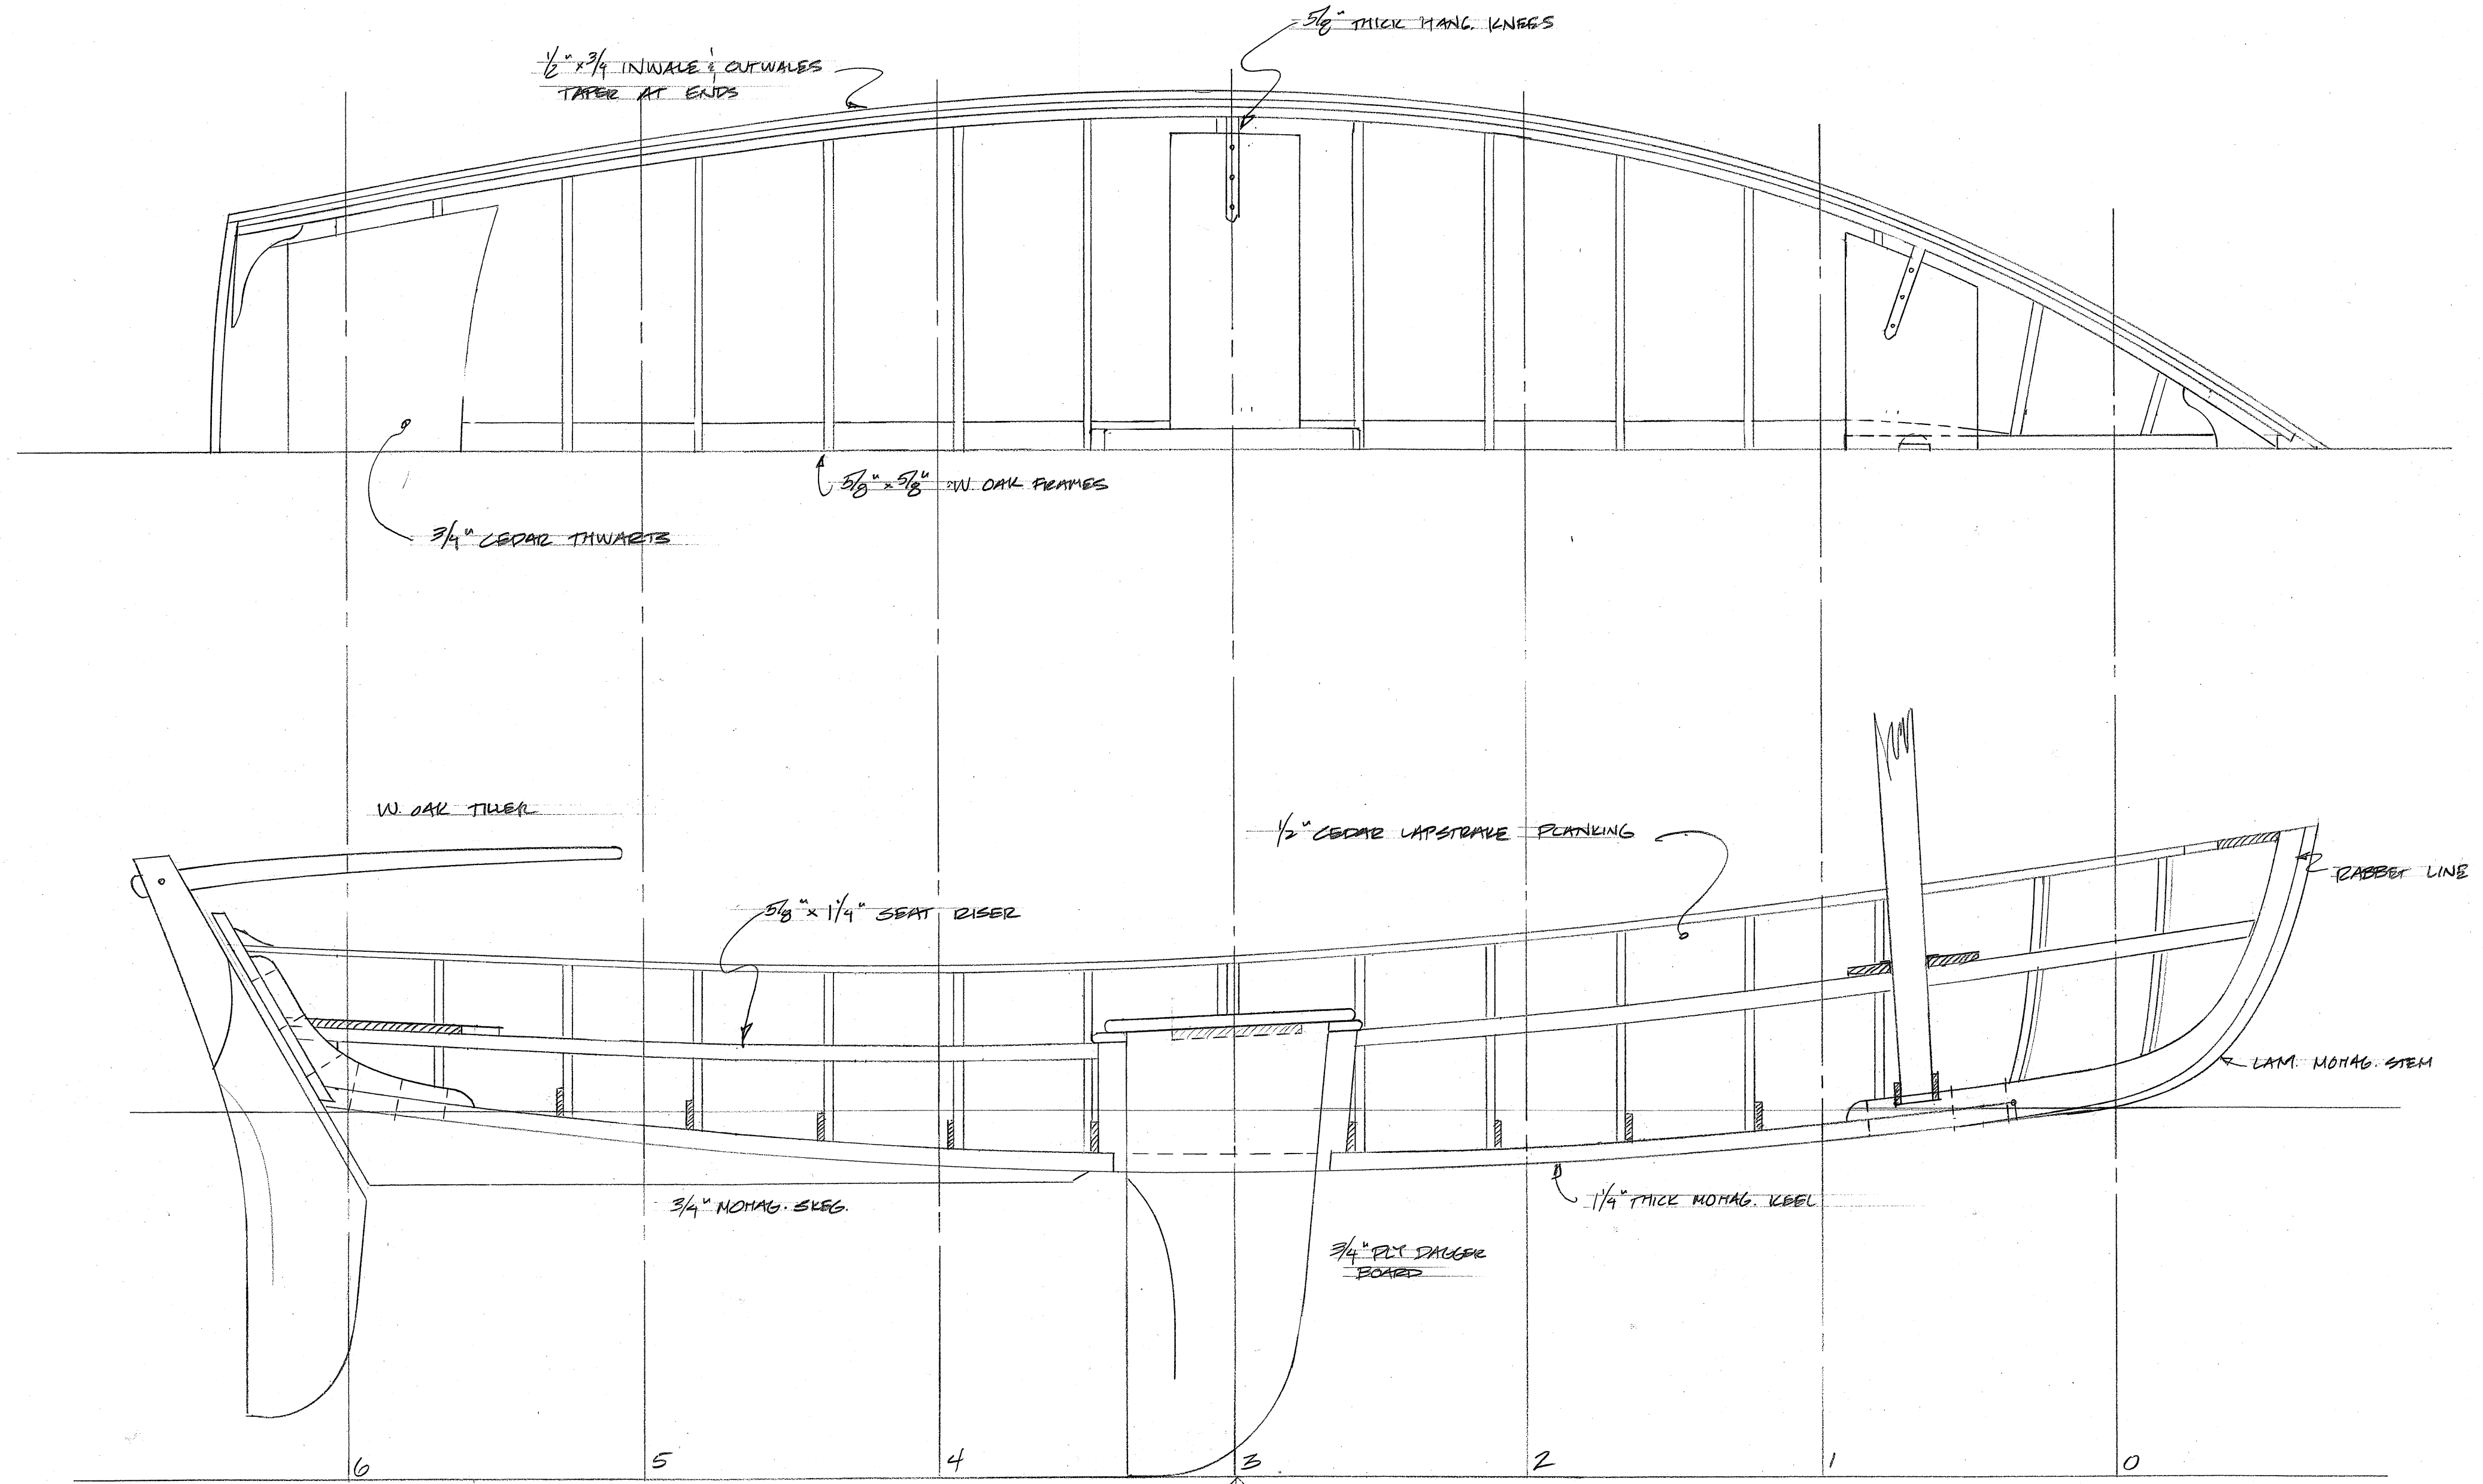 5/8" THICK HANG. KNEES
1/2" x 3/4 INWALE & OUTWALES
TAPER AT ENDS
5/8" x 5/8" W. OAK FRAMES
3/4" CEDAR THWARTS
W. OAK TILLER
1/2" CEDAR LAPSTRAKE PLANKING
RABBET LINE
5/8" x 1 1/4" SEAT RISER
LAM. MOHAG. STEM
3/4" MOHAG. SKEG.
1 1/4" THICK MOHAG. KEEL
3/4" PLY DAGGER
BOARD
6 5 4 3 2 1 0